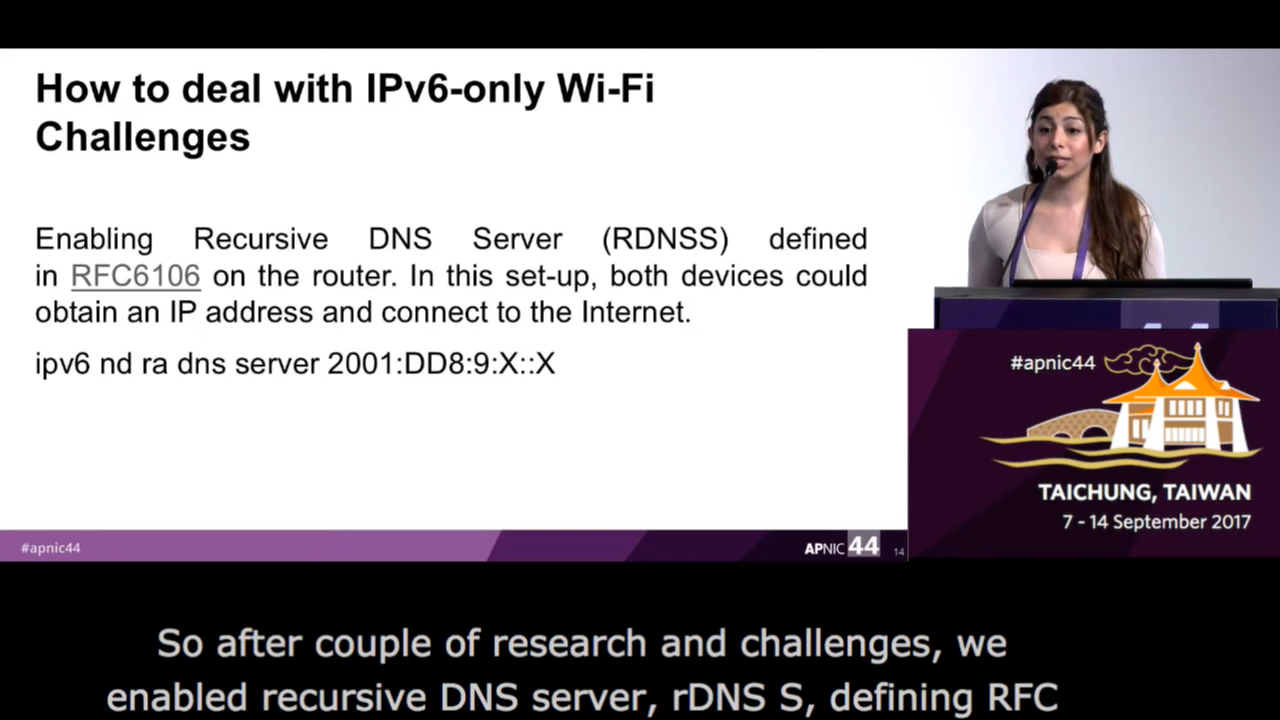 How to deal with IPv6-only Wi-Fi
Challenges
Enabling Recursive DNS Server (RDNSS) defined
in RFC6106 on the router. In this set-up, both devices could
obtain an IP address and connect to the Internet.
ipv6 nd ra dns server 2001:DD8:9:X::X
#apnic44
TAICHUNG, TAIWAN
7 - 14 September 2017
#apnic44
APNIC 44
14
So after couple of research and challenges, we
enabled recursive DNS server, rDNS S, defining RFC